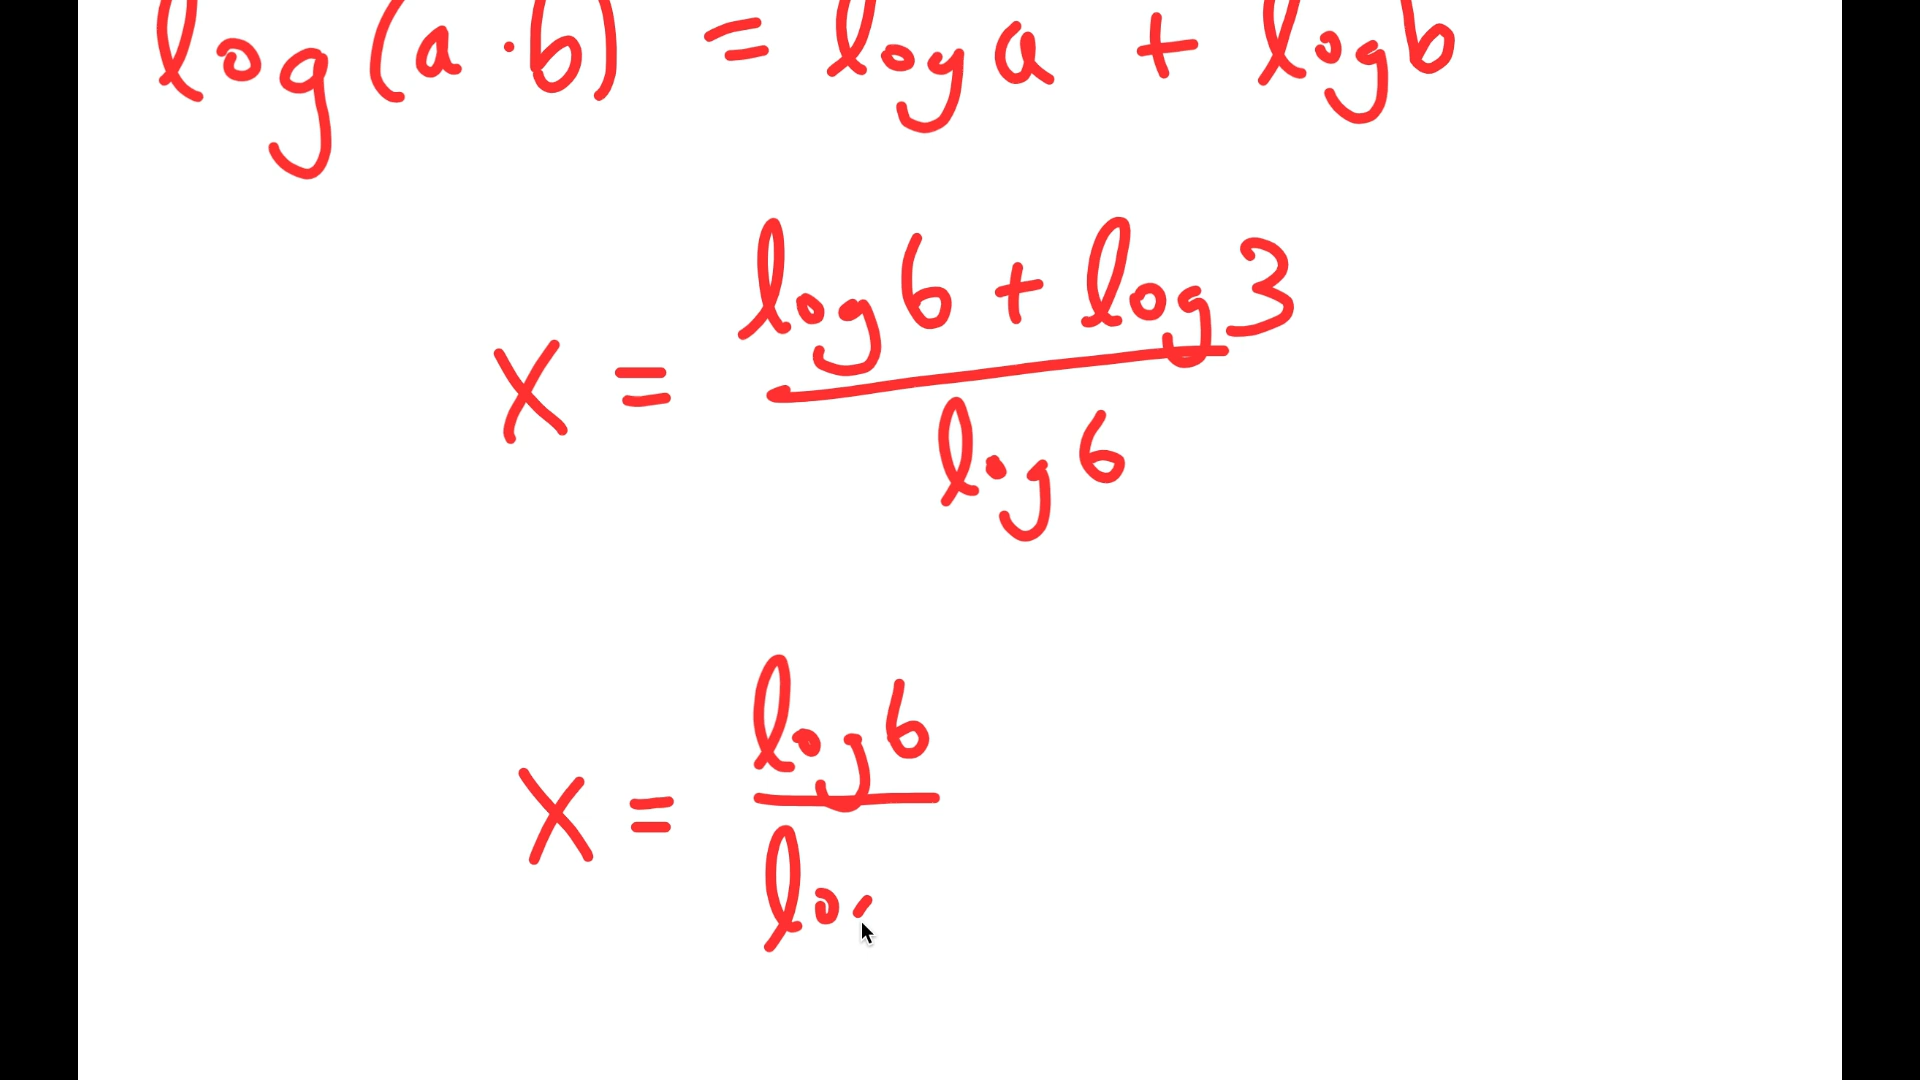 log(a · b) = log a + log b
x = (log 6 + log 3) / log 6
x = log 6 / lo